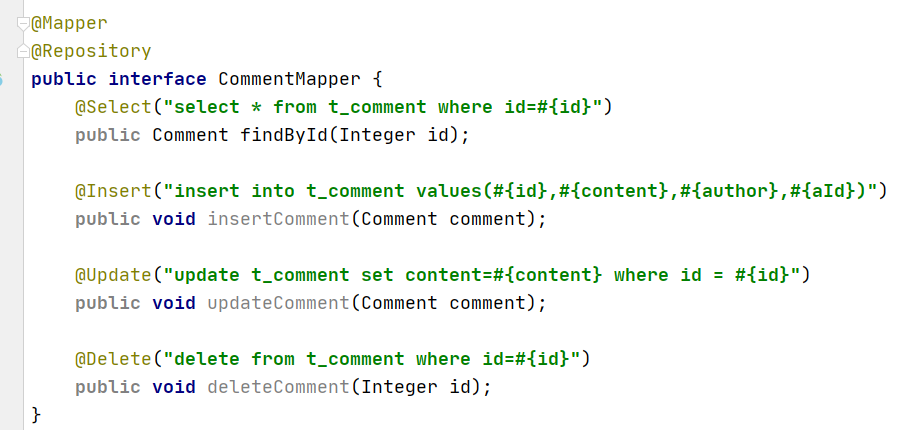 @Mapper
@Repository
public interface CommentMapper {
    @Select("select * from t_comment where id=#{id}")
    public Comment findById(Integer id);

    @Insert("insert into t_comment values(#{id},#{content},#{author},#{aId})")
    public void insertComment(Comment comment);

    @Update("update t_comment set content=#{content} where id = #{id}")
    public void updateComment(Comment comment);

    @Delete("delete from t_comment where id=#{id}")
    public void deleteComment(Integer id);
}